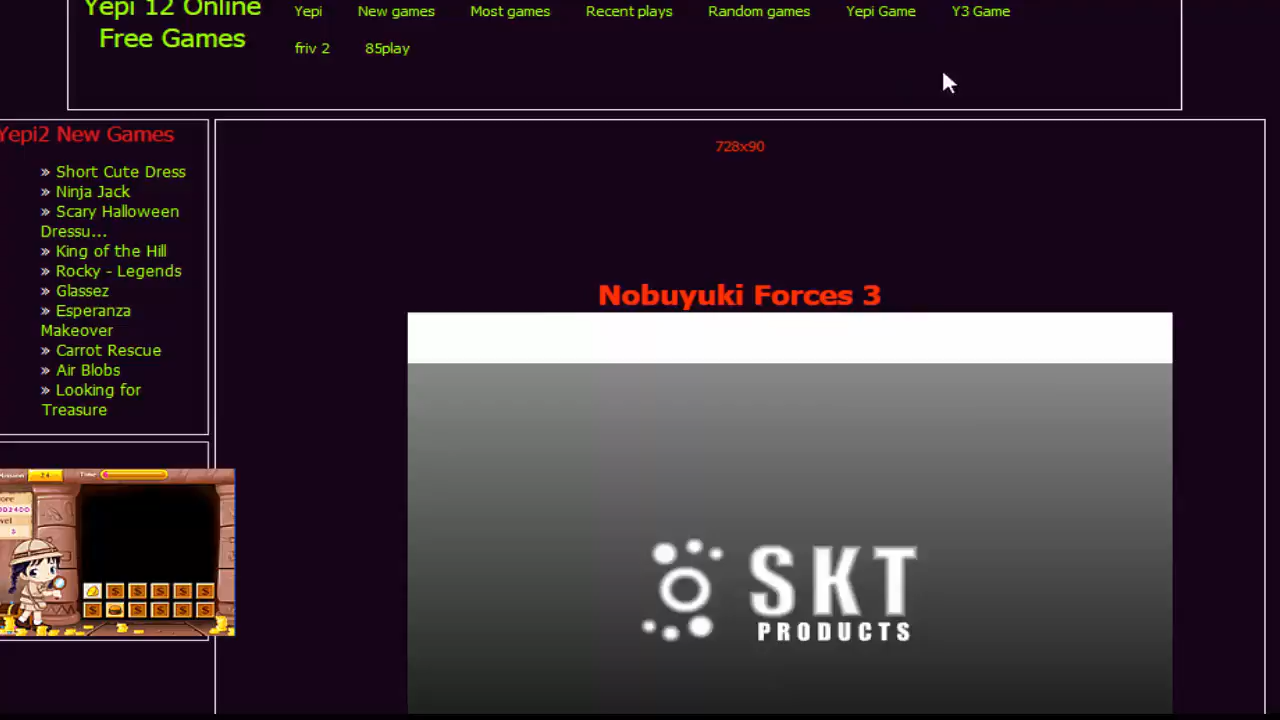 Yepi 12 Online
Free Games
Yepi
New games
Most games
Recent plays
Random games
Yepi Game
Y3 Game
friv 2
85play
Yepi2 New Games
» Short Cute Dress
» Ninja Jack
» Scary Halloween
Dressu...
» King of the Hill
» Rocky - Legends
» Glassez
» Esperanza
Makeover
» Carrot Rescue
» Air Blobs
» Looking for
Treasure
728x90
Nobuyuki Forces 3
SKT
PRODUCTS
Time